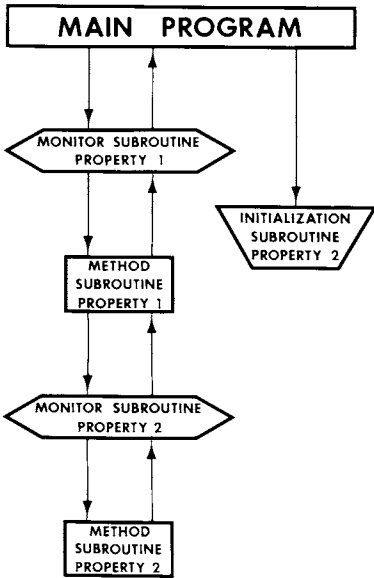 MAIN PROGRAM
MONITOR SUBROUTINE
PROPERTY 1
INITIALIZATION
SUBROUTINE
PROPERTY 2
METHOD
SUBROUTINE
PROPERTY 1
MONITOR SUBROUTINE
PROPERTY 2
METHOD
SUBROUTINE
PROPERTY 2